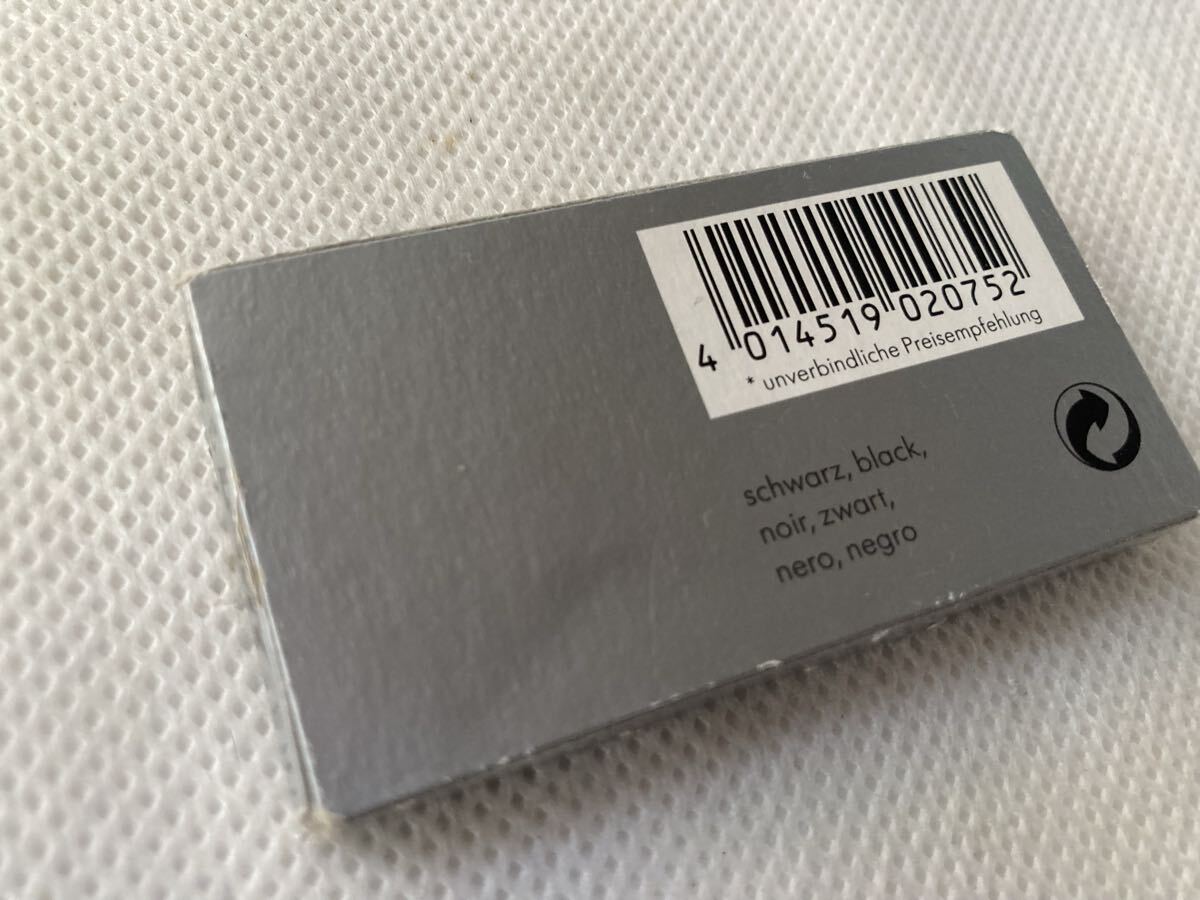 4 014519 020752
* unverbindliche Preisempfehlung
schwarz, black,
noir, zwart,
nero, negro